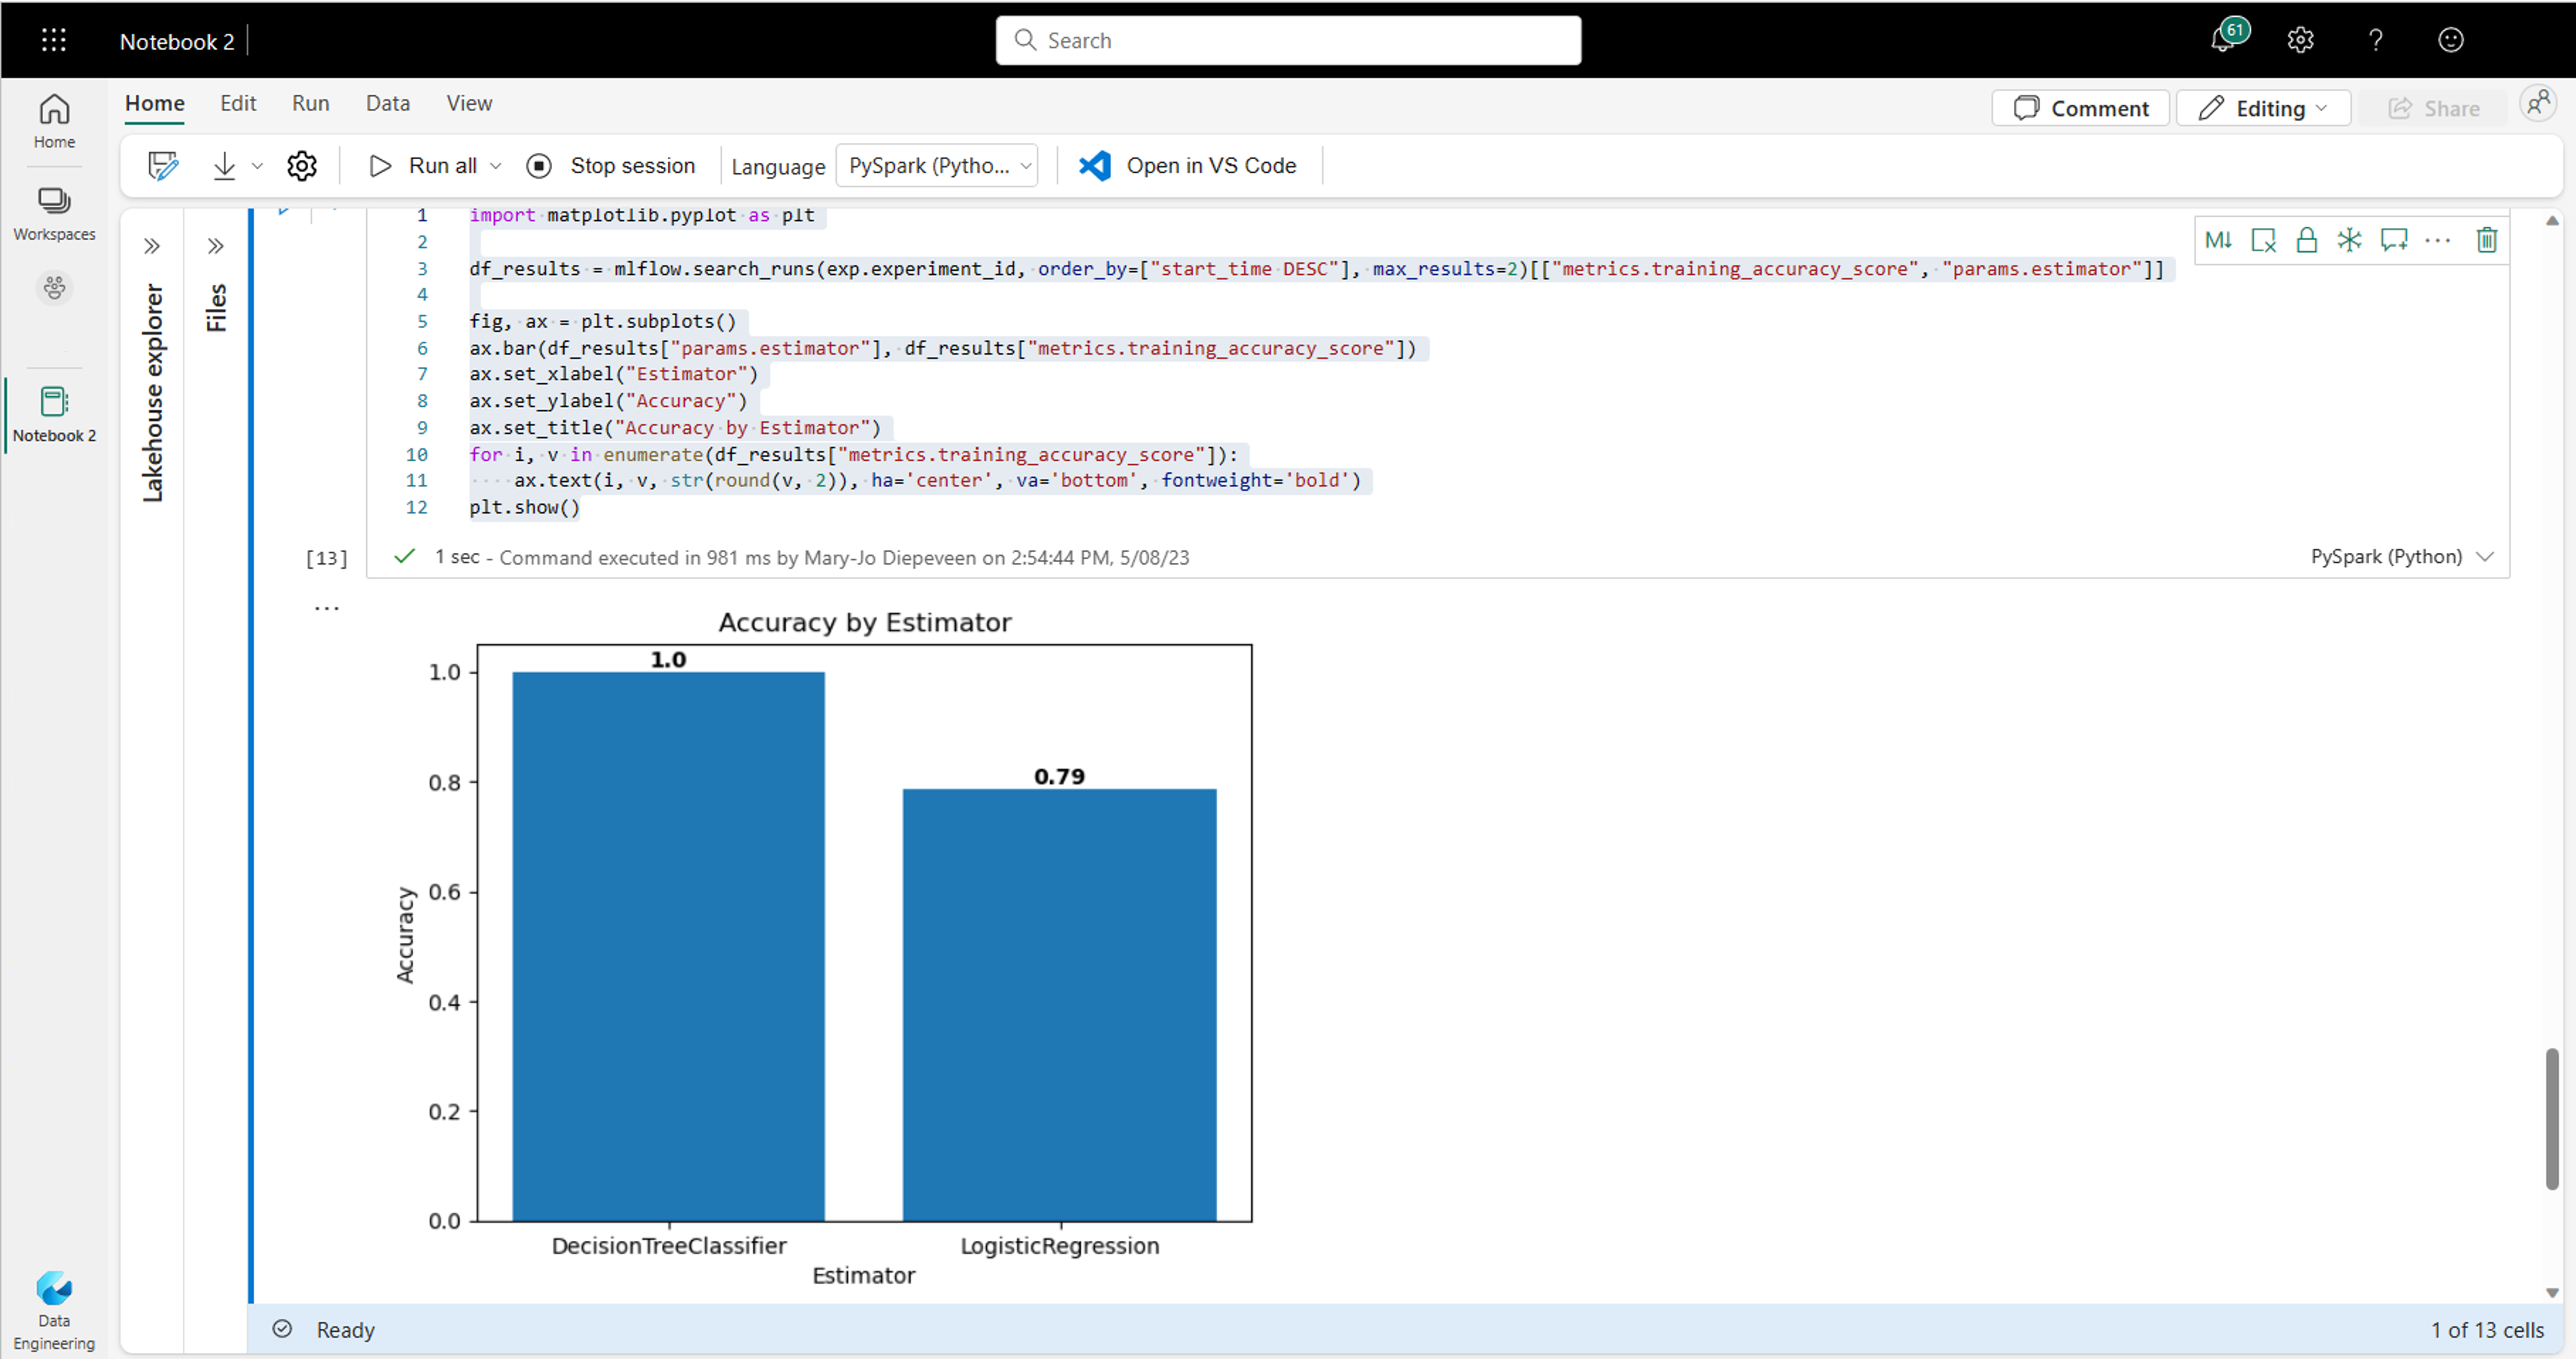 Notebook 2
Search
61
Home Edit Run Data View
Comment Editing Share
Run all Stop session Language PySpark (Pytho... Open in VS Code
Home
Workspaces
Notebook 2
Data
Engineering
Lakehouse explorer
Files
1 import matplotlib.pyplot as plt
2
3 df_results = mlflow.search_runs(exp.experiment_id, order_by=["start_time DESC"], max_results=2)[["metrics.training_accuracy_score", "params.estimator"]]
4
5 fig, ax = plt.subplots()
6 ax.bar(df_results["params.estimator"], df_results["metrics.training_accuracy_score"])
7 ax.set_xlabel("Estimator")
8 ax.set_ylabel("Accuracy")
9 ax.set_title("Accuracy by Estimator")
10 for i, v in enumerate(df_results["metrics.training_accuracy_score"]):
11 ax.text(i, v, str(round(v, 2)), ha='center', va='bottom', fontweight='bold')
12 plt.show()
M↓
[13] 1 sec - Command executed in 981 ms by Mary-Jo Diepeveen on 2:54:44 PM, 5/08/23 PySpark (Python)
Accuracy by Estimator
1.0
0.79
1.0
0.8
0.6
0.4
0.2
0.0
Accuracy
DecisionTreeClassifier LogisticRegression
Estimator
Ready 1 of 13 cells